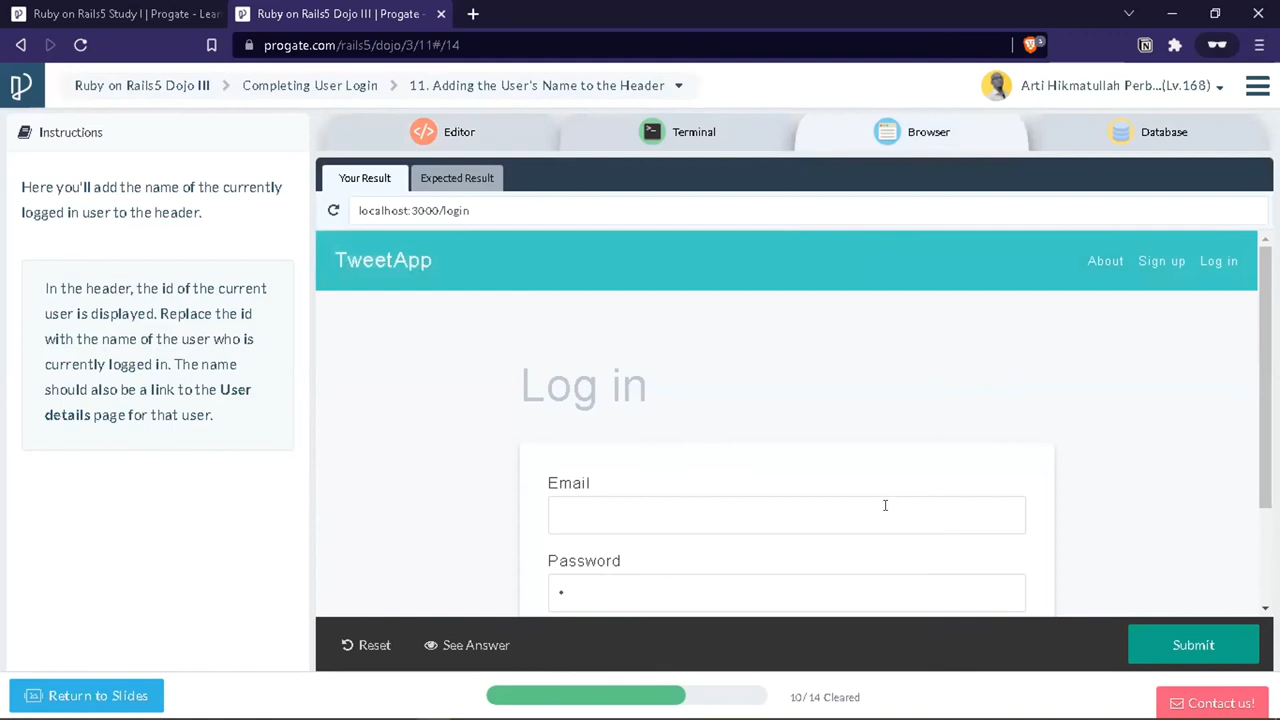 Ruby on Rails5 Study I | Progate - Lear
Ruby on Rails5 Dojo III | Progate -
progate.com/rails5/dojo/3/11#/14
3
Ruby on Rails5 Dojo III
Completing User Login
11. Adding the User's Name to the Header
Arti Hikmatullah Perb...(Lv.168)
Instructions
Editor
Terminal
Browser
Database
Here you'll add the name of the currently
logged in user to the header.
In the header, the id of the current
user is displayed. Replace the id
with the name of the user who is
currently logged in. The name
should also be a link to the User
details page for that user.
Your Result
Expected Result
localhost:3000/login
TweetApp
About
Sign up
Log in
Log in
Email
Password
Reset
See Answer
Submit
Return to Slides
10/14 Cleared
Contact us!